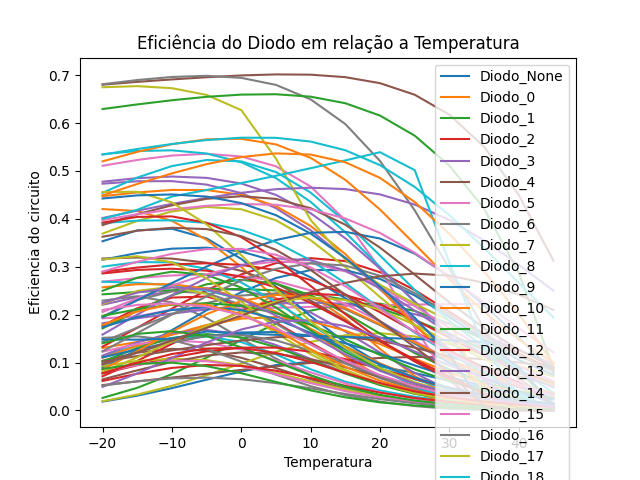 Eficiência do Diodo em relação a Temperatura
Eficiencia do circuito
0.7
0.6
0.5
0.4
0.3
0.2
0.1
0.0
−20
−10
0
10
20
30
40
Temperatura
Diodo_None
Diodo_0
Diodo_1
Diodo_2
Diodo_3
Diodo_4
Diodo_5
Diodo_6
Diodo_7
Diodo_8
Diodo_9
Diodo_10
Diodo_11
Diodo_12
Diodo_13
Diodo_14
Diodo_15
Diodo_16
Diodo_17
Diodo_18